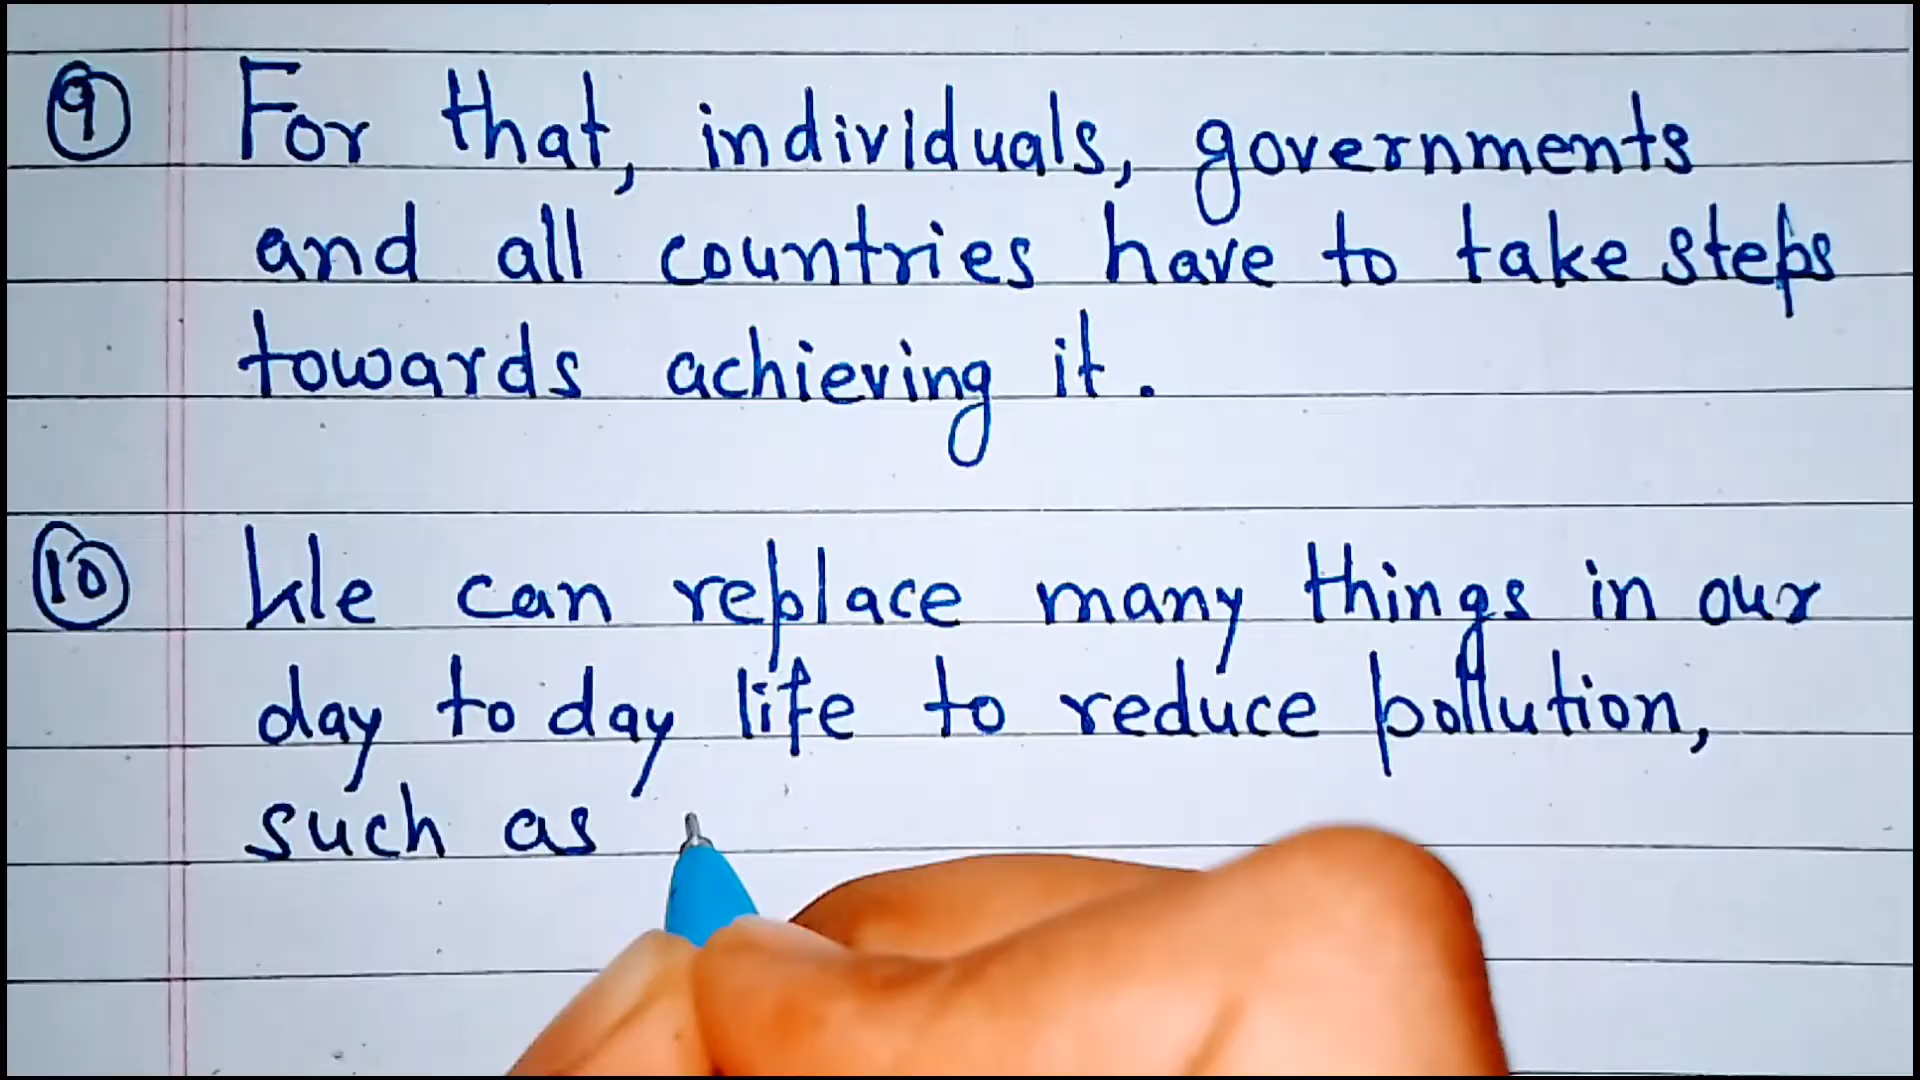 9 For that, individuals, governments
and all countries have to take steps
towards achieving it.
10 We can replace many things in our
day to day life to reduce pollution,
such as